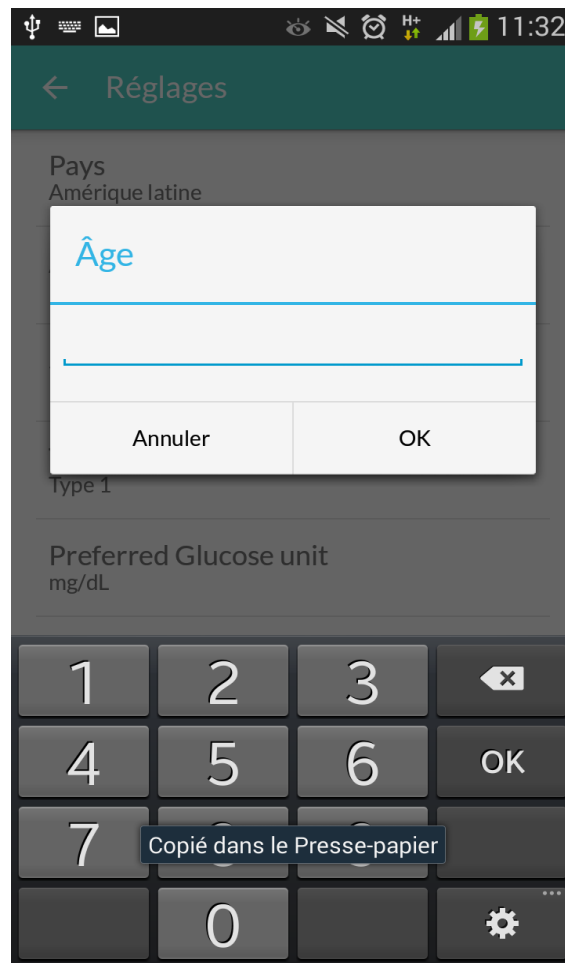 H+
11:32
Réglages
Pays
Amérique latine
Âge
Annuler OK
Type 1
Preferred Glucose unit
mg/dL
1 2 3
4 5 6 OK
7
Copié dans le Presse-papier
0